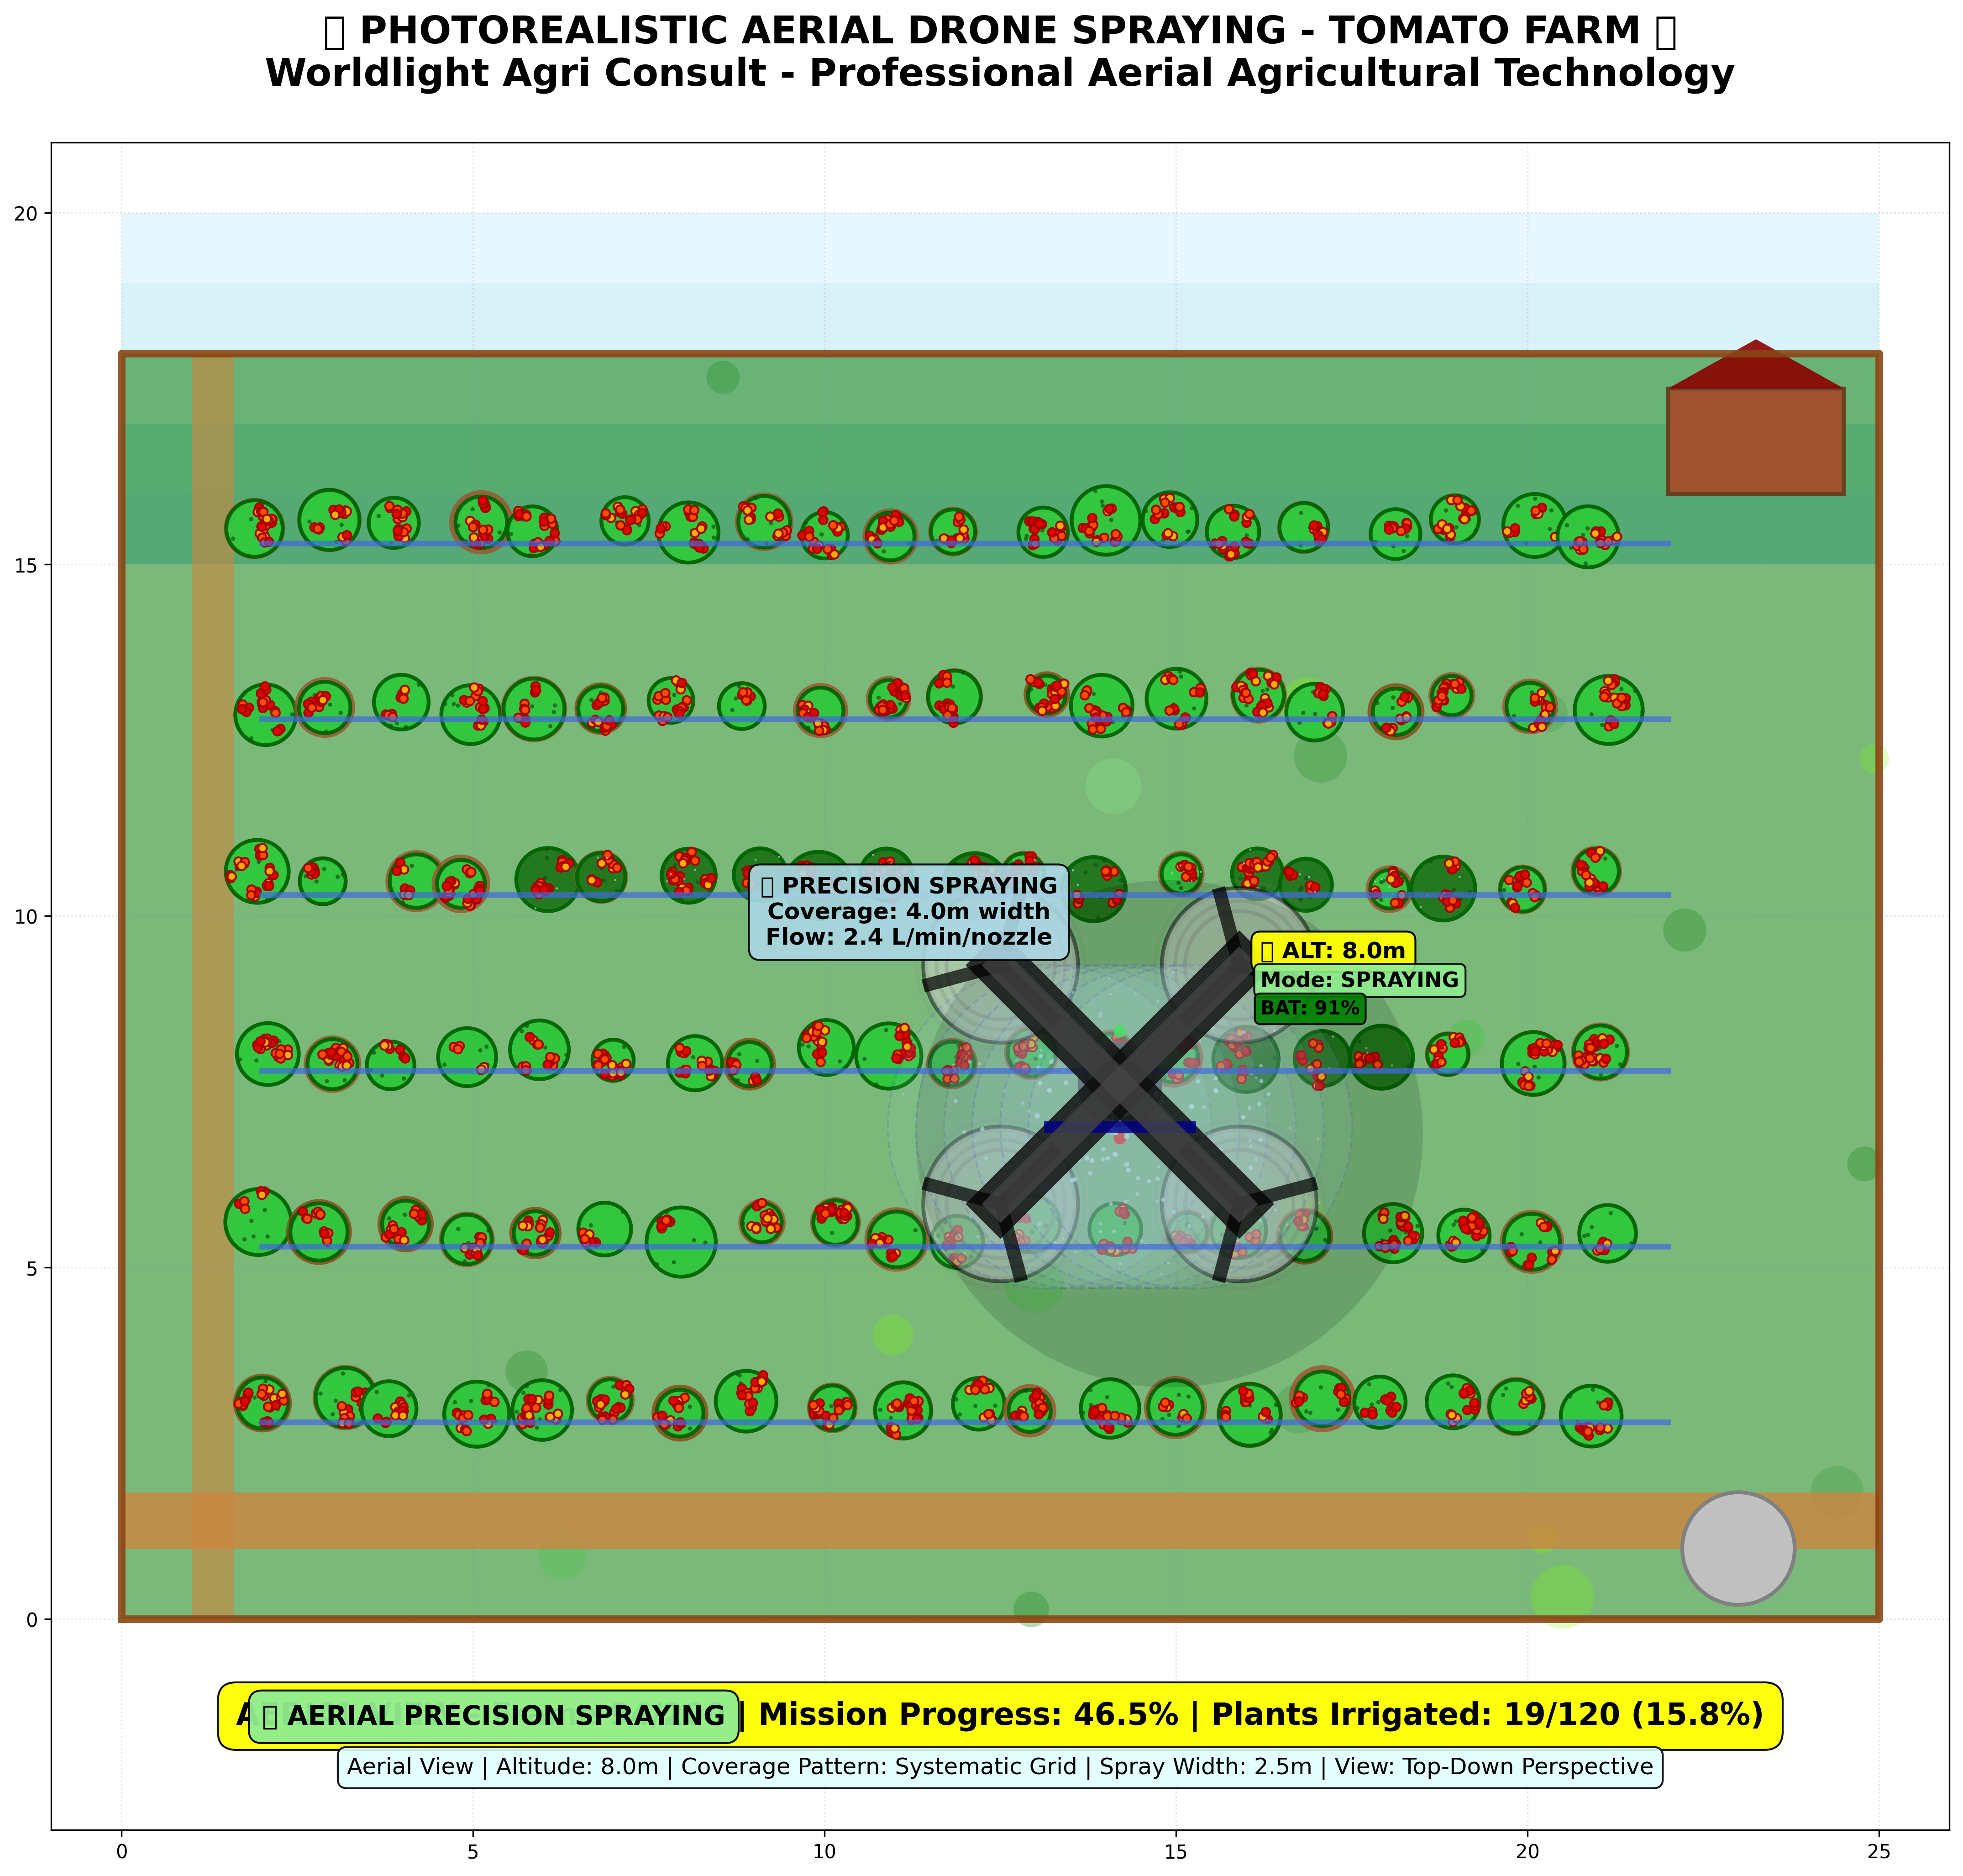 ▯ PHOTOREALISTIC AERIAL DRONE SPRAYING - TOMATO FARM ▯
Worldlight Agri Consult - Professional Aerial Agricultural Technology
20
15
10
5
0
▯ PRECISION SPRAYING
Coverage: 4.0m width
Flow: 2.4 L/min/nozzle
▯ ALT: 8.0m
Mode: SPRAYING
BAT: 91%
▯ AERIAL PRECISION SPRAYING | Mission Progress: 46.5% | Plants Irrigated: 19/120 (15.8%)
Aerial View | Altitude: 8.0m | Coverage Pattern: Systematic Grid | Spray Width: 2.5m | View: Top-Down Perspective
0 5 10 15 20 25